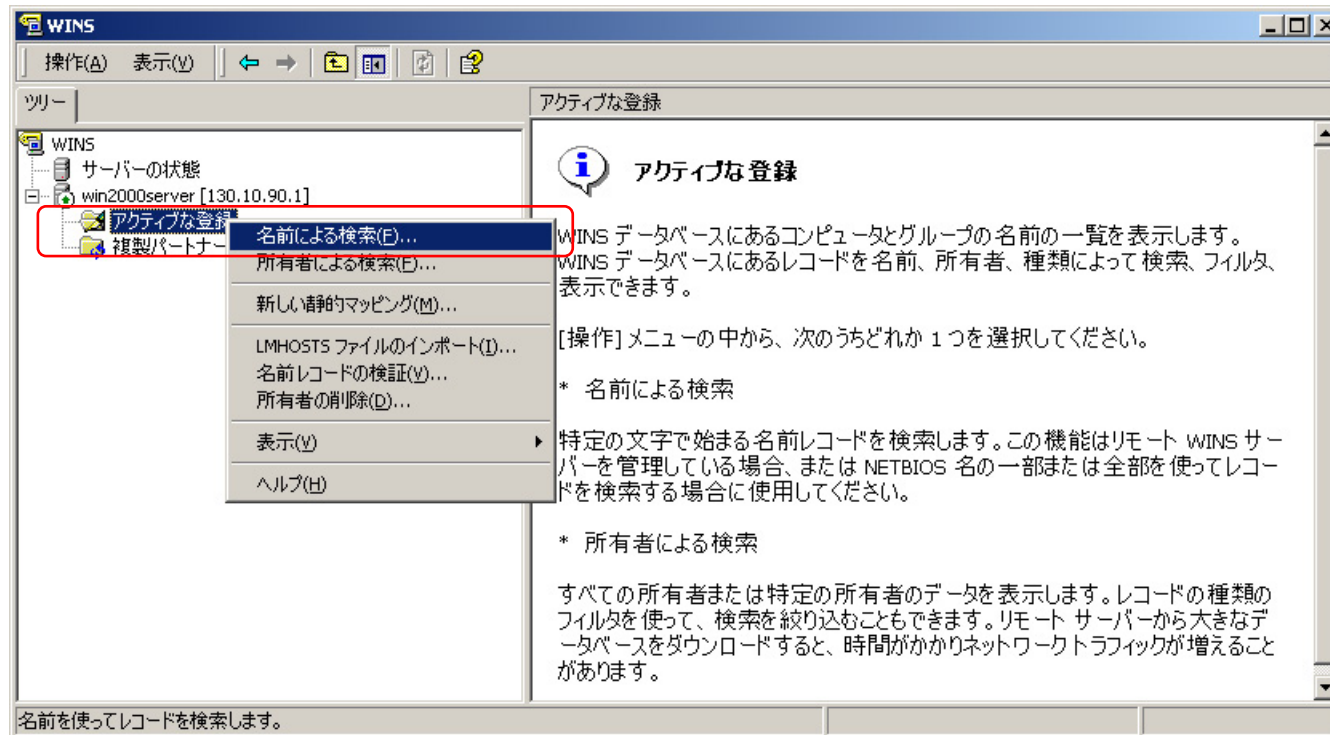 WINS
操作(A) 表示(V)
ツリー
WINS
サーバーの状態
win2000server [130.10.90.1]
アクティブな登録
複製パートナー
名前による検索(F)...
所有者による検索(E)...
新しい静的マッピング(M)...
LMHOSTS ファイルのインポート(I)...
名前レコードの検証(V)...
所有者の削除(D)...
表示(V)
ヘルプ(H)
アクティブな登録
アクティブな登録
WINS データベースにあるコンピュータとグループの名前の一覧を表示します。
WINS データベースにあるレコードを名前、所有者、種類によって検索、フィルタ、
表示できます。
[操作] メニューの中から、次のうちどれか 1 つを選択してください。
* 名前による検索
特定の文字で始まる名前レコードを検索します。この機能はリモート WINS サー
バーを管理している場合、または NETBIOS 名の一部または全部を使ってレコー
ドを検索する場合に使用してください。
* 所有者による検索
すべての所有者または特定の所有者のデータを表示します。レコードの種類の
フィルタを使って、検索を絞り込むこともできます。リモート サーバーから大きなデ
ータベースをダウンロードすると、時間がかかりネットワークトラフィックが増えること
があります。
名前を使ってレコードを検索します。